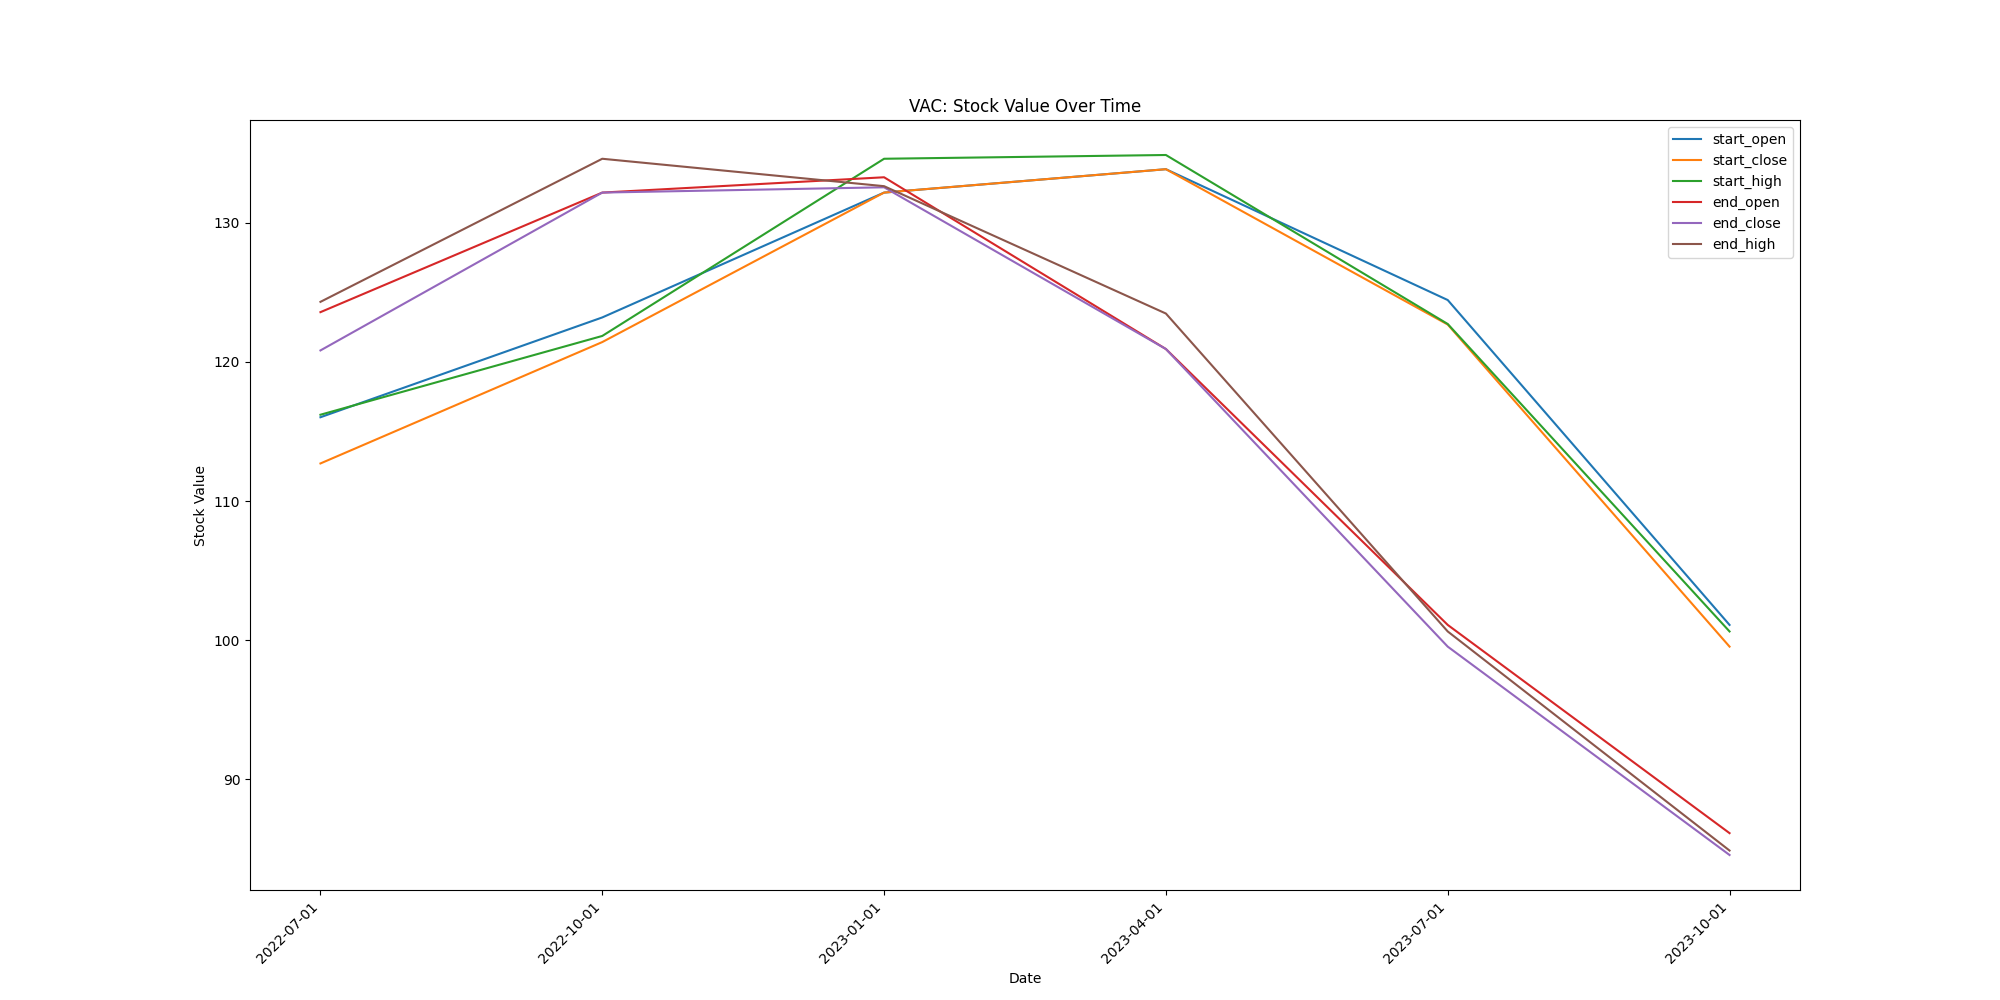 VAC: Stock Value Over Time
start_open
start_close
start_high
end_open
end_close
end_high
Stock Value
130
120
110
100
90
2022-07-01
2022-10-01
2023-01-01
2023-04-01
2023-07-01
2023-10-01
Date